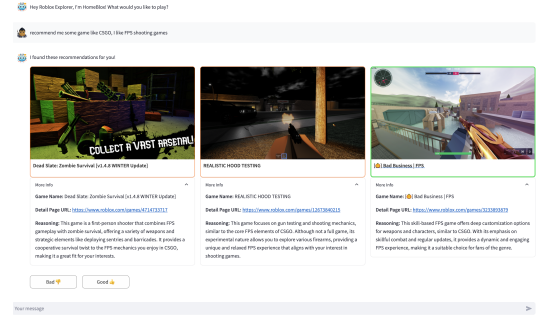 Hey Roblox Explorer, I'm HomeBlox! What would you like to play?
recommend me some game like CSGO, I like FPS shooting games
I found these recommendations for you!
COLLECT A VAST ARSENAL!
Dead Slate: Zombie Survival [v1.4.8 WINTER Update]
More Info
Game Name: Dead Slate: Zombie Survival [v1.4.8 WINTER Update]
Detail Page URL: https://www.roblox.com/games/4714733717
Reasoning: This game is a first-person shooter that combines FPS
gameplay with zombie survival, offering a variety of weapons and
strategic elements like deploying sentries and barricades. It provides a
cooperative survival twist to the FPS mechanics you enjoy in CSGO,
making it a great fit for your interests.
REALISTIC HOOD TESTING
More Info
Game Name: REALISTIC HOOD TESTING
Detail Page URL: https://www.roblox.com/games/12673840215
Reasoning: This game focuses on gun testing and shooting mechanics,
similar to the core FPS elements of CSGO. Although not a full game, its
experimental nature allows you to explore various firearms, providing a
unique and relaxed FPS experience that aligns with your interest in
shooting games.
Bad Business | FPS
More Info
Game Name: [🎃] Bad Business | FPS
Detail Page URL: https://www.roblox.com/games/3233893879
Reasoning: This skill-based FPS game offers deep customization options
for weapons and characters, similar to CSGO. With its emphasis on
skillful combat and regular updates, it provides a dynamic and engaging
FPS experience, making it a suitable choice for fans of the genre.
Bad 👎
Good 👍
Your message